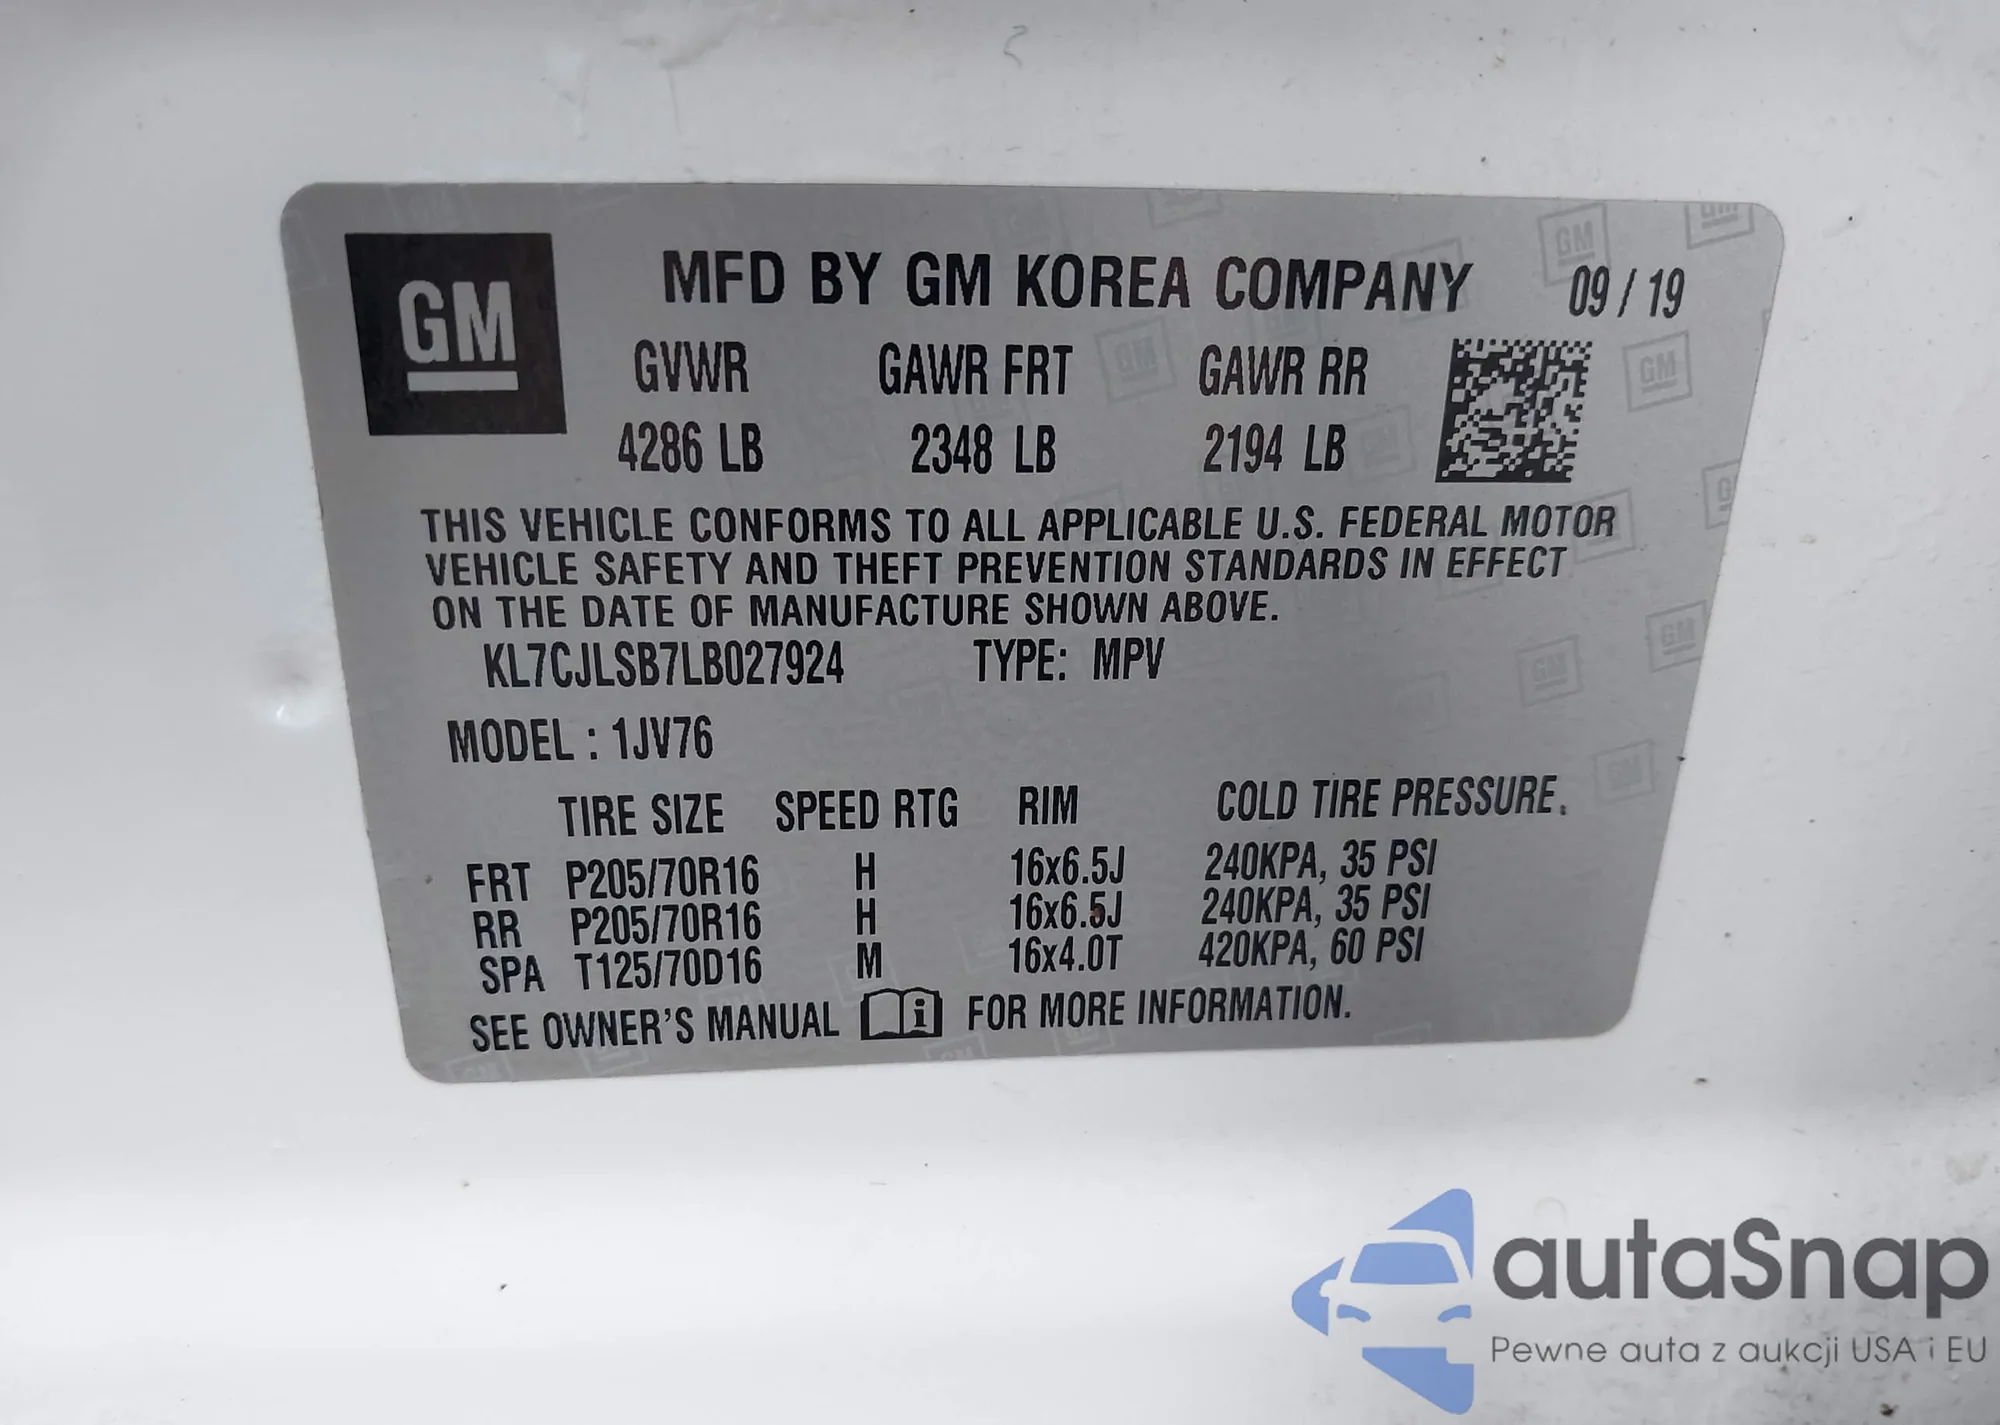 GM
MFD BY GM KOREA COMPANY 09 / 19
GVWR GAWR FRT GAWR RR
4286 LB 2348 LB 2194 LB
THIS VEHICLE CONFORMS TO ALL APPLICABLE U.S. FEDERAL MOTOR
VEHICLE SAFETY AND THEFT PREVENTION STANDARDS IN EFFECT
ON THE DATE OF MANUFACTURE SHOWN ABOVE.
KL7CJLSB7LB027924 TYPE: MPV
MODEL : 1JV76
TIRE SIZE SPEED RTG RIM COLD TIRE PRESSURE.
FRT P205/70R16 H 16x6.5J 240KPA, 35 PSI
RR P205/70R16 H 16x6.5J 240KPA, 35 PSI
SPA T125/70D16 M 16x4.0T 420KPA, 60 PSI
SEE OWNER'S MANUAL i FOR MORE INFORMATION.
autaSnap
Pewne auta z aukcji USA i EU